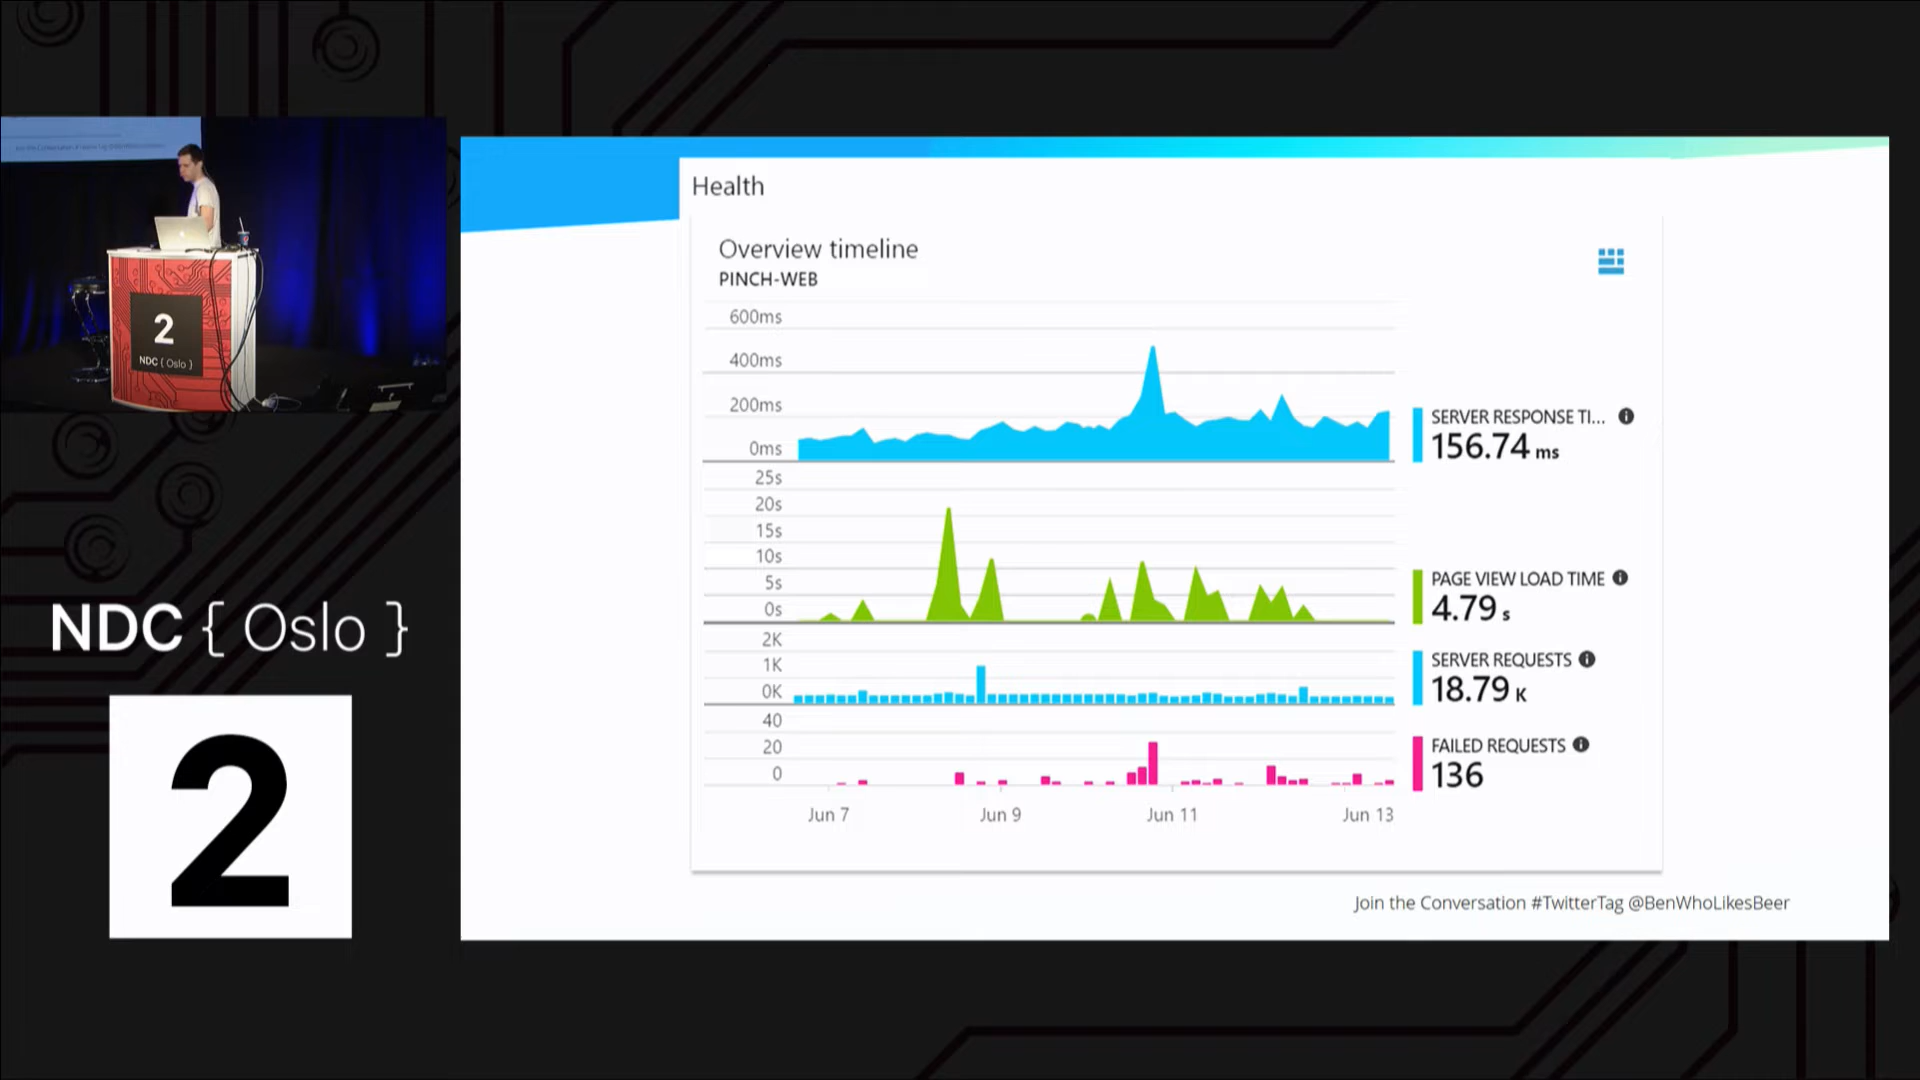 Health
Overview timeline
PINCH-WEB
600ms
400ms
200ms
0ms
SERVER RESPONSE TI...
156.74 ms
25s
20s
15s
10s
5s
0s
PAGE VIEW LOAD TIME
4.79 s
2K
1K
0K
SERVER REQUESTS
18.79 K
40
20
0
FAILED REQUESTS
136
Jun 7
Jun 9
Jun 11
Jun 13
Join the Conversation #TwitterTag @BenWhoLikesBeer
2
NDC { Oslo }
NDC { Oslo }
2